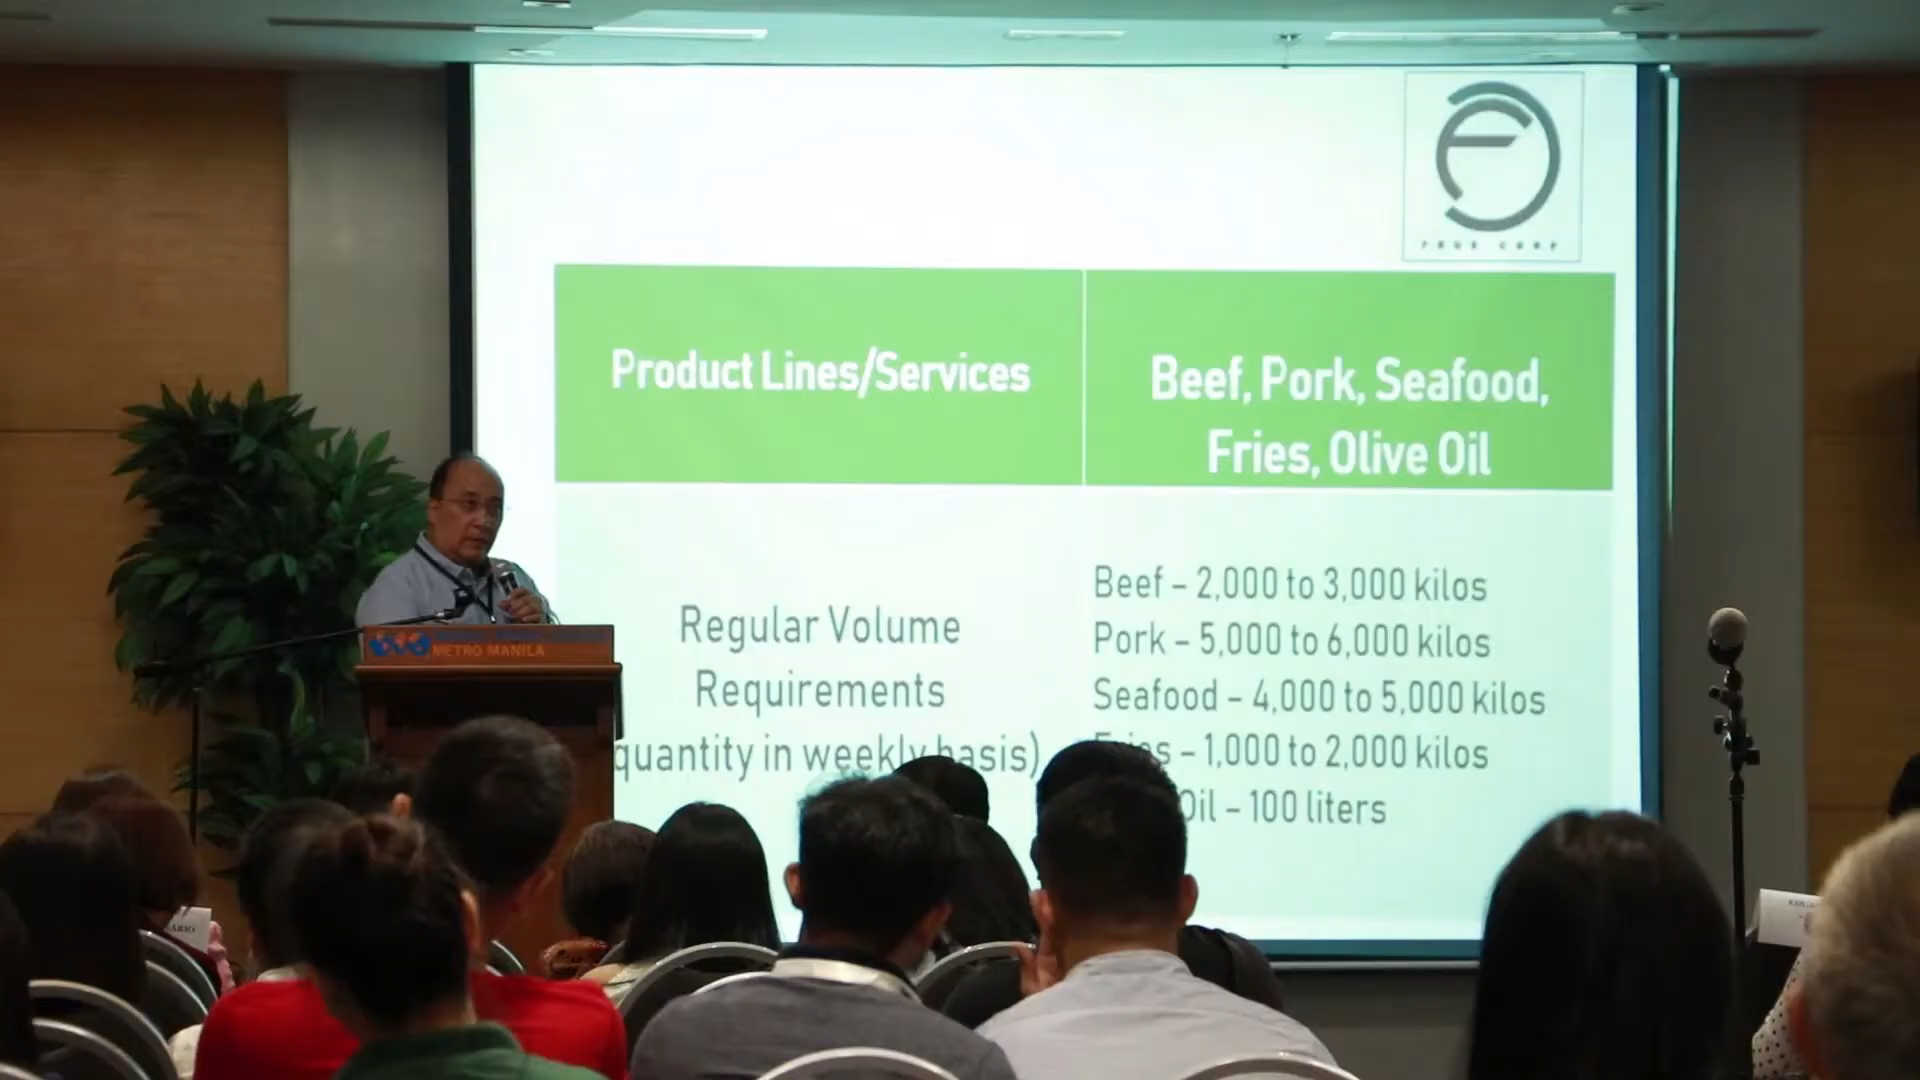 Product Lines/Services
Beef, Pork, Seafood,
Fries, Olive Oil
Regular Volume
Requirements
quantity in weekly basis)
Beef – 2,000 to 3,000 kilos
Pork – 5,000 to 6,000 kilos
Seafood – 4,000 to 5,000 kilos
Fries – 1,000 to 2,000 kilos
Oil – 100 liters
METRO MANILA